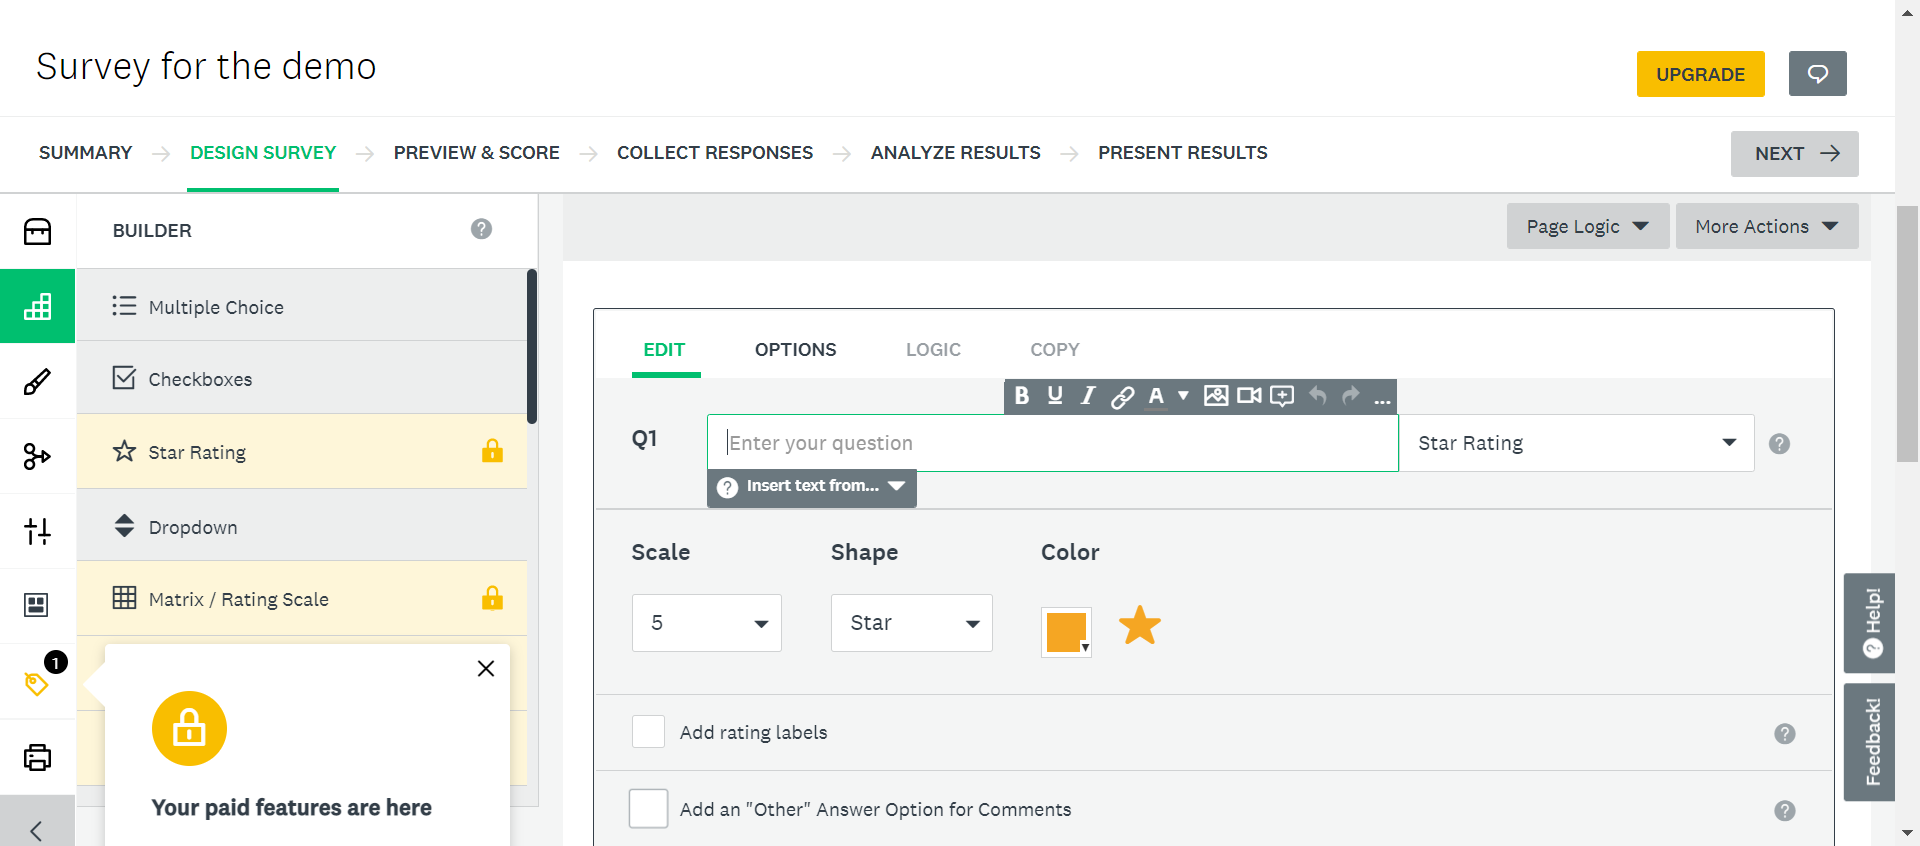 Survey for the demo
UPGRADE
SUMMARY
DESIGN SURVEY
PREVIEW & SCORE
COLLECT RESPONSES
ANALYZE RESULTS
PRESENT RESULTS
NEXT
BUILDER
?
Page Logic
More Actions
Multiple Choice
Checkboxes
Star Rating
Dropdown
Matrix / Rating Scale
1
Your paid features are here
EDIT
OPTIONS
LOGIC
COPY
B U I A ...
Q1
Enter your question
Star Rating
?
? Insert text from...
Scale
Shape
Color
5
Star
Add rating labels
?
Add an "Other" Answer Option for Comments
?
? Help!
Feedback!